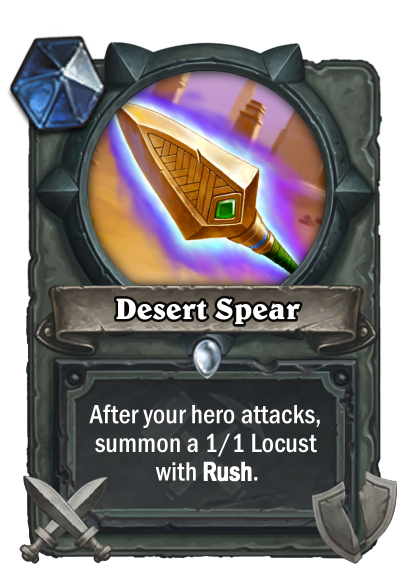 Desert Spear
After your hero attacks,
summon a 1/1 Locust
with Rush.